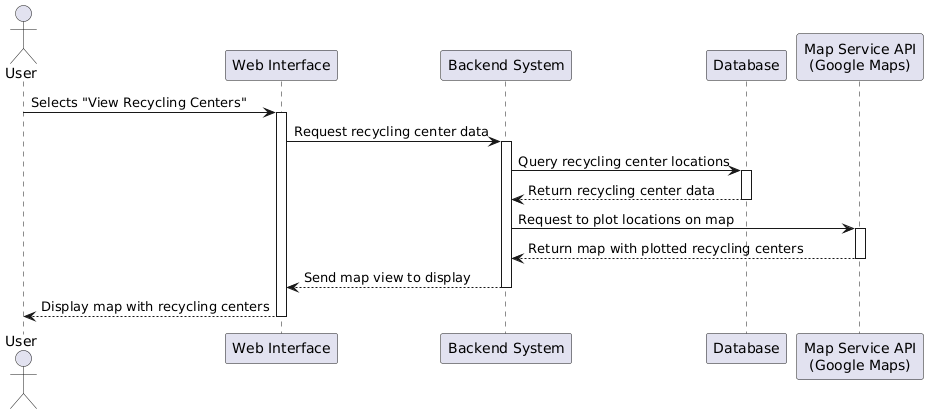 User
Web Interface
Backend System
Database
Map Service API
(Google Maps)
Selects "View Recycling Centers"
Request recycling center data
Query recycling center locations
Return recycling center data
Request to plot locations on map
Return map with plotted recycling centers
Send map view to display
Display map with recycling centers
User
Web Interface
Backend System
Database
Map Service API
(Google Maps)